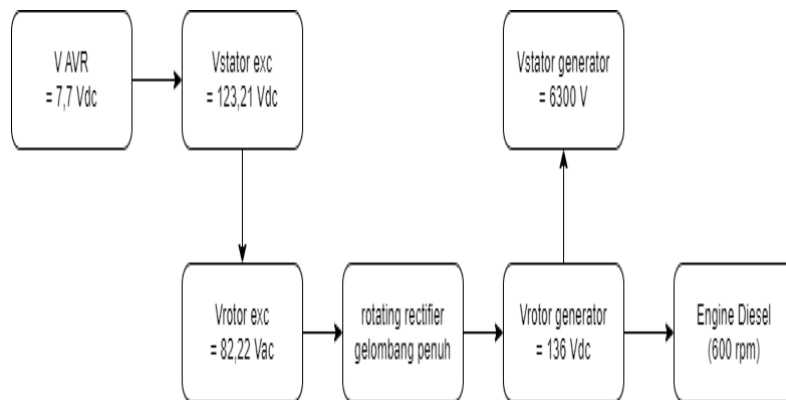 V AVR
= 7,7 Vdc
Vstator exc
= 123,21 Vdc
Vstator generator
= 6300 V
Vrotor exc
= 82,22 Vac
rotating rectifier
gelombang penuh
Vrotor generator
= 136 Vdc
Engine Diesel
(600 rpm)